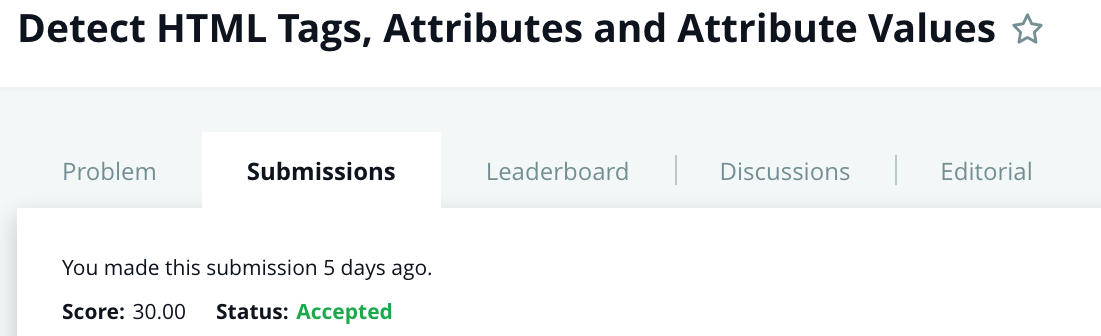 Detect HTML Tags, Attributes and Attribute Values
Problem Submissions Leaderboard Discussions Editorial
You made this submission 5 days ago.
Score: 30.00 Status: Accepted